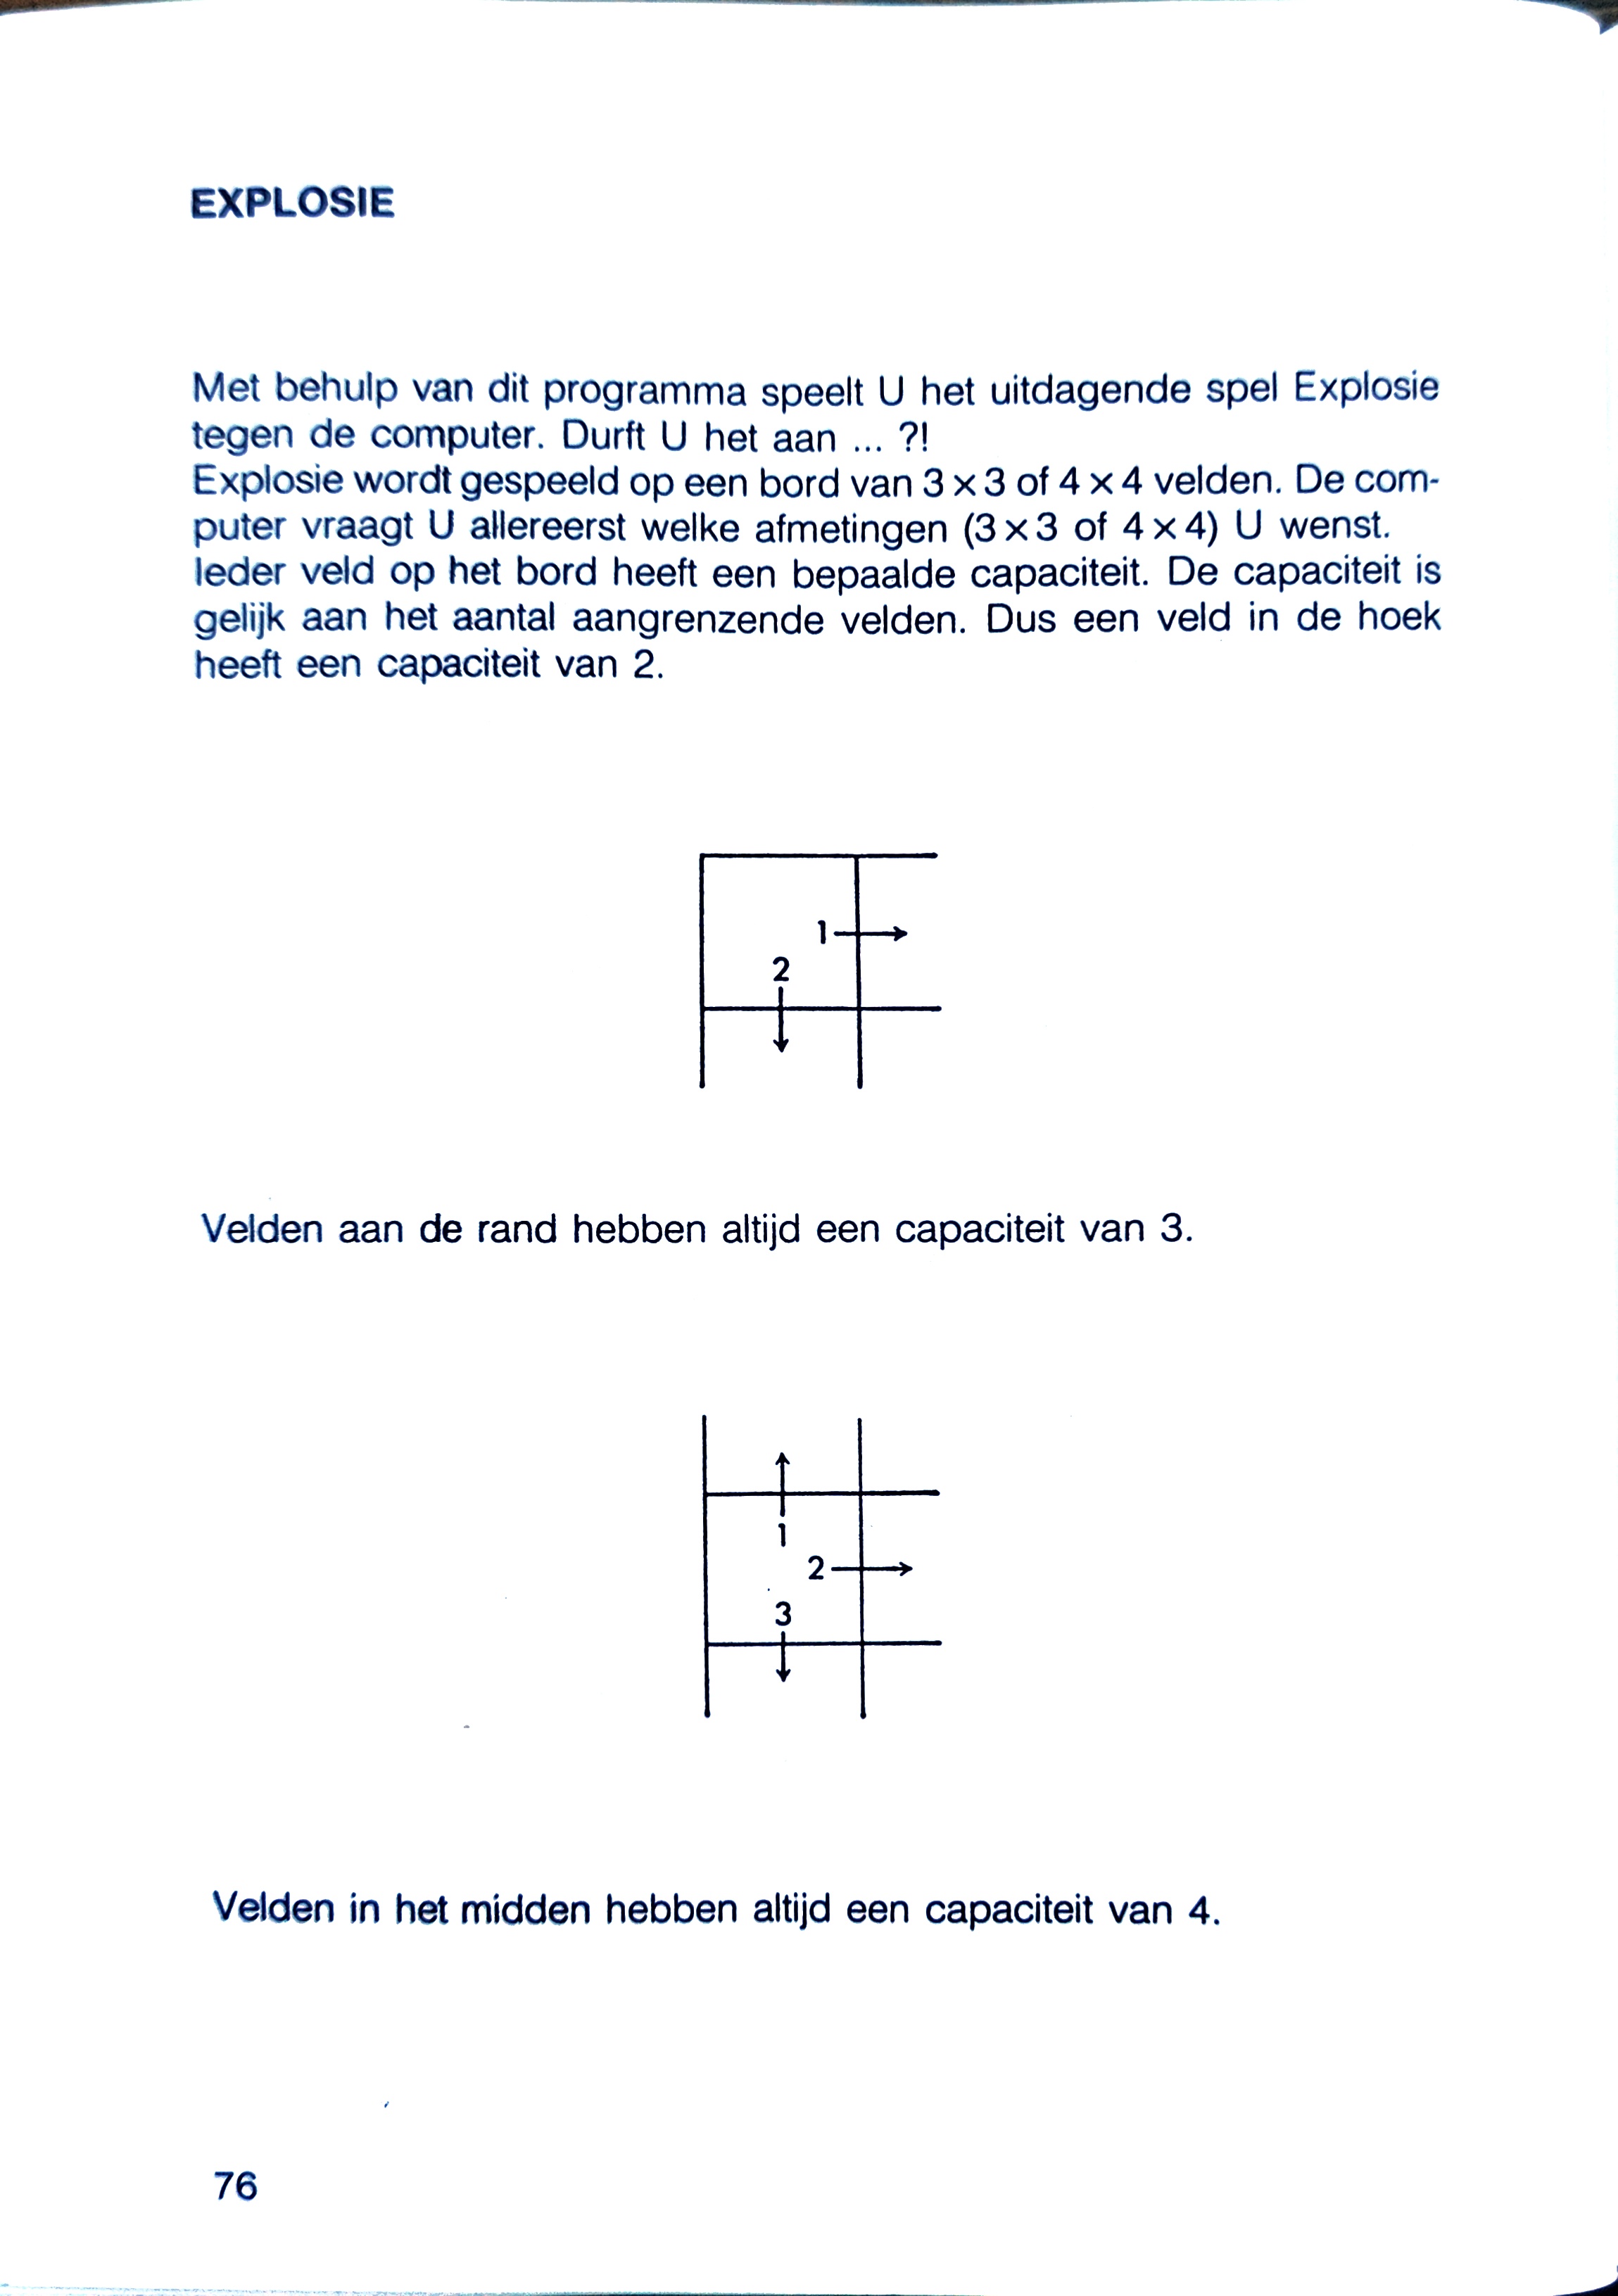 EXPLOSIE
Met behulp van dit programma speelt U het uitdagende spel Explosie
tegen de computer. Durft U het aan ... ?!
Explosie wordt gespeeld op een bord van 3 x 3 of 4 x 4 velden. De com-
puter vraagt U allereerst welke afmetingen (3 x 3 of 4 x 4) U wenst.
Ieder veld op het bord heeft een bepaalde capaciteit. De capaciteit is
gelijk aan het aantal aangrenzende velden. Dus een veld in de hoek
heeft een capaciteit van 2.
1
2
Velden aan de rand hebben altijd een capaciteit van 3.
1
2
3
Velden in het midden hebben altijd een capaciteit van 4.
76